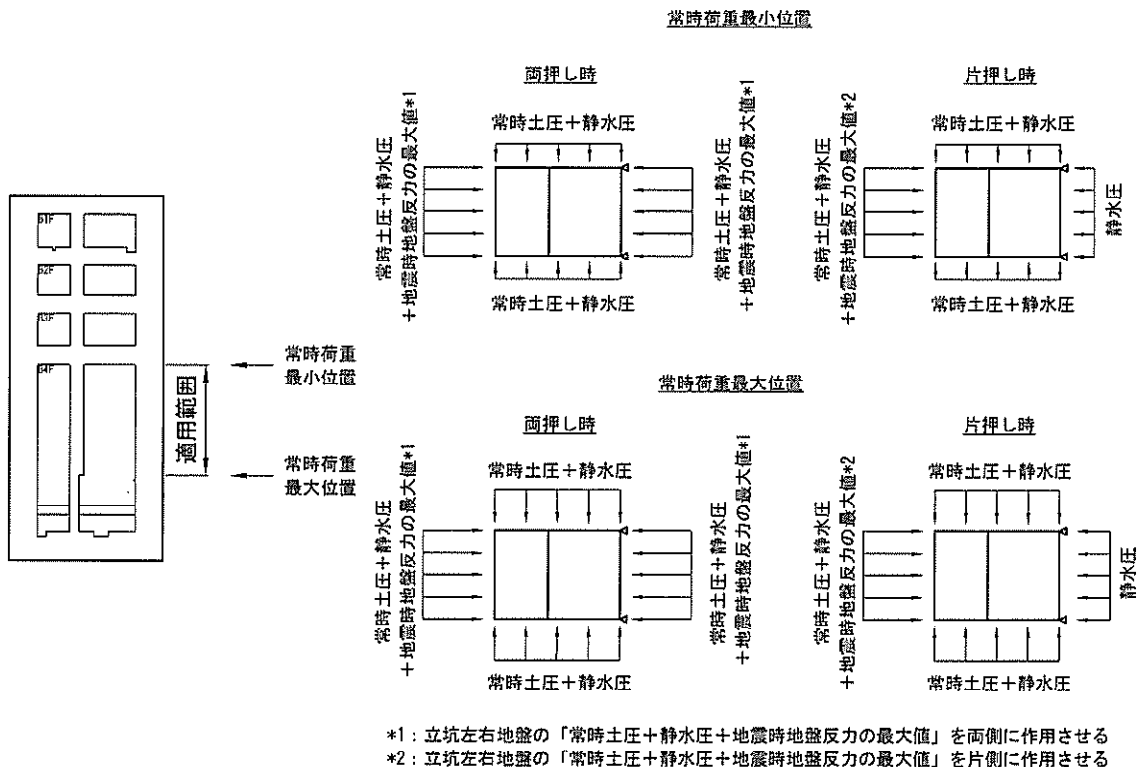 常時荷重最小位置
両押し時
常時土圧+静水圧
+地震時地盤反力の最大値*1
常時土圧+静水圧
常時土圧+静水圧
常時土圧+静水圧
+地震時地盤反力の最大値*1
片押し時
常時土圧+静水圧
+地震時地盤反力の最大値*2
常時土圧+静水圧
常時土圧+静水圧
静水圧
B1F
B2F
B3F
B4F
常時荷重
最小位置
適用範囲
常時荷重
最大位置
常時荷重最大位置
両押し時
常時土圧+静水圧
+地震時地盤反力の最大値*1
常時土圧+静水圧
常時土圧+静水圧
常時土圧+静水圧
+地震時地盤反力の最大値*1
片押し時
常時土圧+静水圧
+地震時地盤反力の最大値*2
常時土圧+静水圧
常時土圧+静水圧
静水圧
*1:立坑左右地盤の「常時土圧+静水圧+地震時地盤反力の最大値」を両側に作用させる
*2:立坑左右地盤の「常時土圧+静水圧+地震時地盤反力の最大値」を片側に作用させる